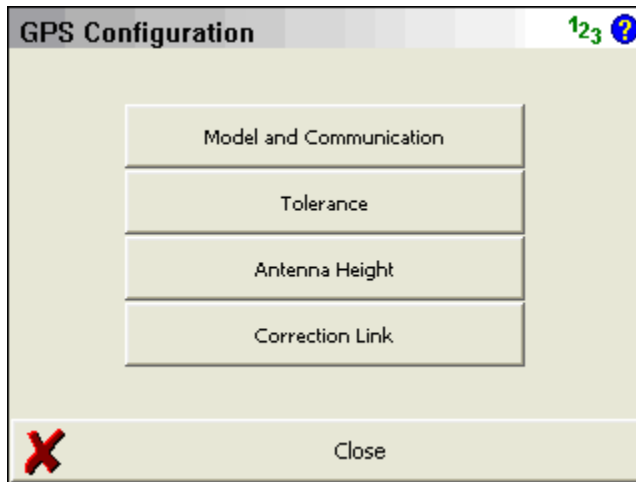 GPS Configuration
123 ?
Model and Communication
Tolerance
Antenna Height
Correction Link
Close